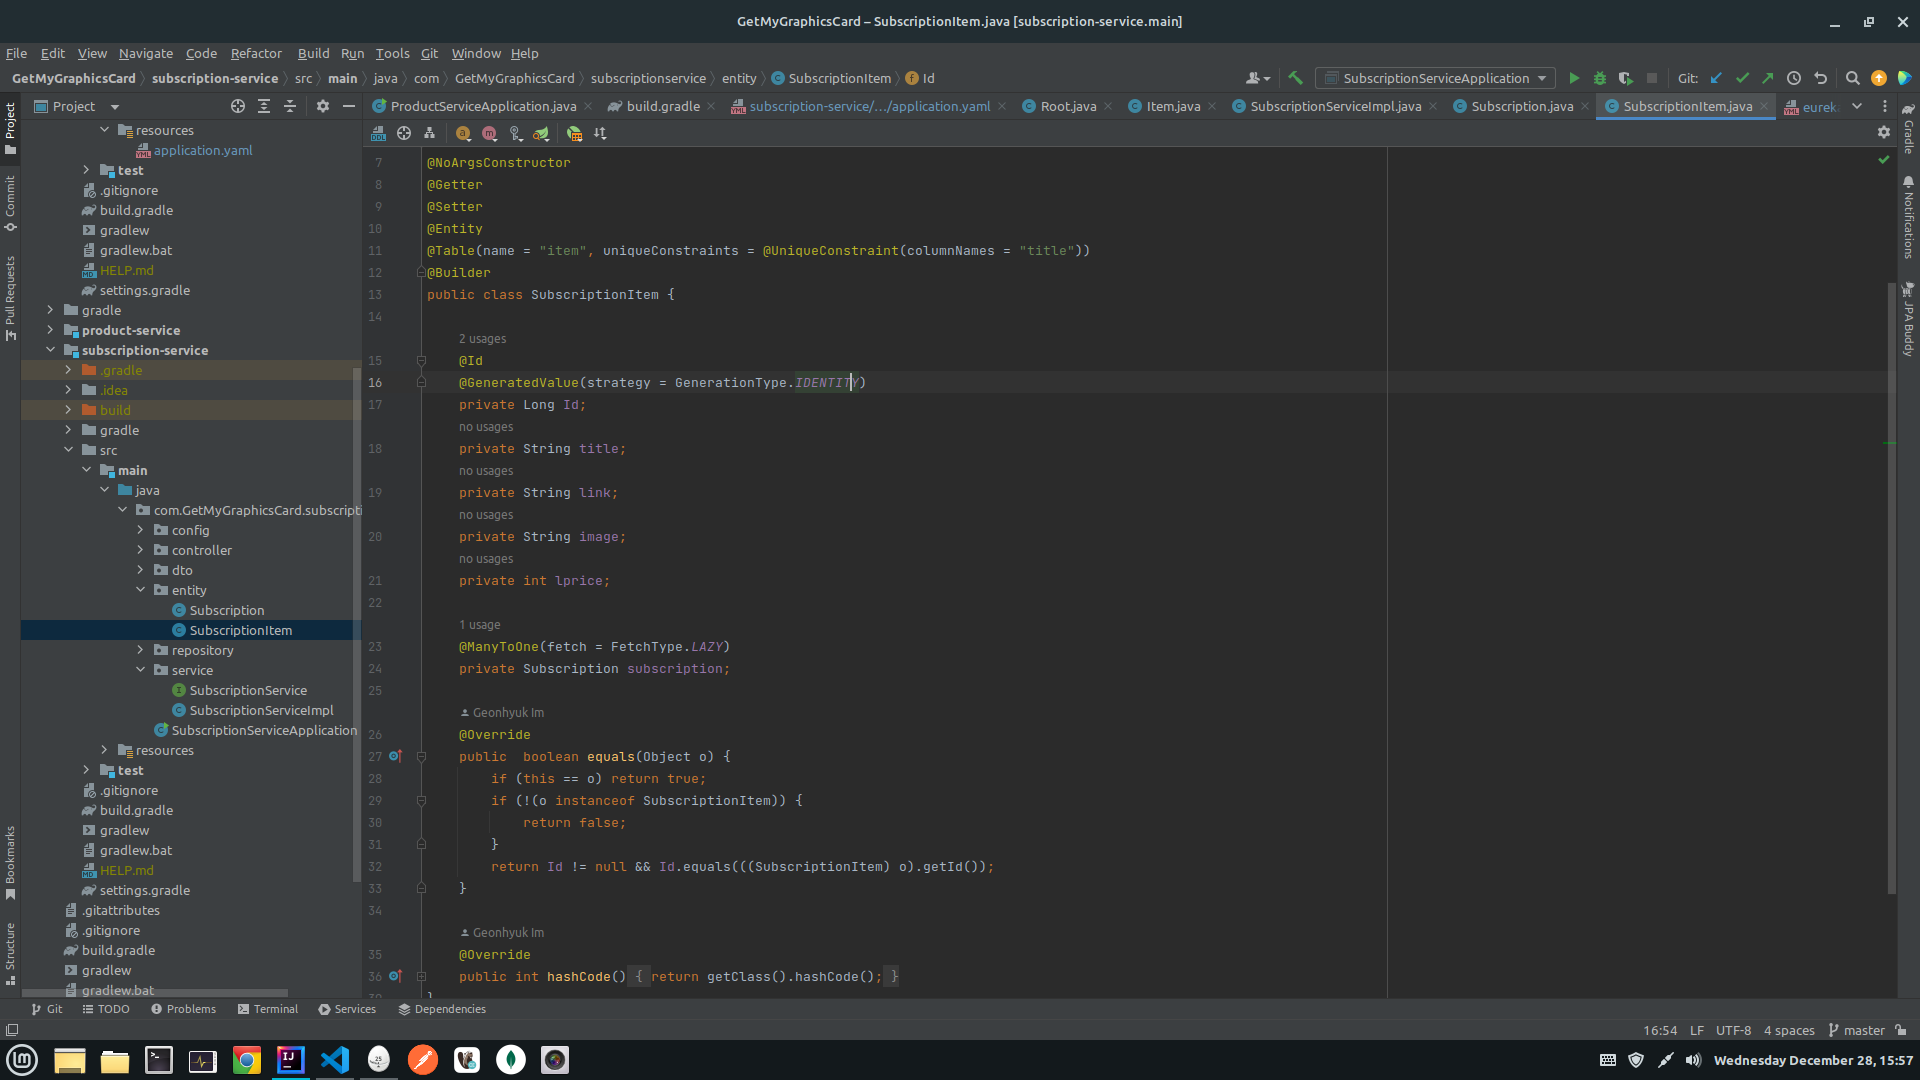 GetMyGraphicsCard – SubscriptionItem.java [subscription-service.main]
File Edit View Navigate Code Refactor Build Run Tools Git Window Help
GetMyGraphicsCard subscription-service src main java com GetMyGraphicsCard subscriptionservice entity SubscriptionItem Id
SubscriptionServiceApplication Git:
Project
ProductServiceApplication.java build.gradle subscription-service/.../application.yaml Root.java Item.java SubscriptionServiceImpl.java Subscription.java SubscriptionItem.java eurek
Project
Commit
Pull Requests
Bookmarks
Structure
resources
application.yaml
test
.gitignore
build.gradle
gradlew
gradlew.bat
HELP.md
settings.gradle
gradle
product-service
subscription-service
.gradle
.idea
build
gradle
src
main
java
com.GetMyGraphicsCard.subscripti
config
controller
dto
entity
Subscription
SubscriptionItem
repository
service
SubscriptionService
SubscriptionServiceImpl
SubscriptionServiceApplication
resources
test
.gitignore
build.gradle
gradlew
gradlew.bat
HELP.md
settings.gradle
.gitattributes
.gitignore
build.gradle
gradlew
gradlew.bat
7 @NoArgsConstructor
8 @Getter
9 @Setter
10 @Entity
11 @Table(name = "item", uniqueConstraints = @UniqueConstraint(columnNames = "title"))
12 @Builder
13 public class SubscriptionItem {
14
2 usages
15 @Id
16 @GeneratedValue(strategy = GenerationType.IDENTITY)
17 private Long Id;
no usages
18 private String title;
no usages
19 private String link;
no usages
20 private String image;
no usages
21 private int lprice;
22
1 usage
23 @ManyToOne(fetch = FetchType.LAZY)
24 private Subscription subscription;
25
Geonhyuk Im
26 @Override
27 public  boolean equals(Object o) {
28 if (this == o) return true;
29 if (!(o instanceof SubscriptionItem)) {
30 return false;
31 }
32 return Id != null && Id.equals(((SubscriptionItem) o).getId());
33 }
34
Geonhyuk Im
35 @Override
36 public int hashCode() { return getClass().hashCode(); }
39 }
Gradle
Notifications
JPA Buddy
Git TODO Problems Terminal Services Dependencies
16:54 LF UTF-8 4 spaces master
Wednesday December 28, 15:57